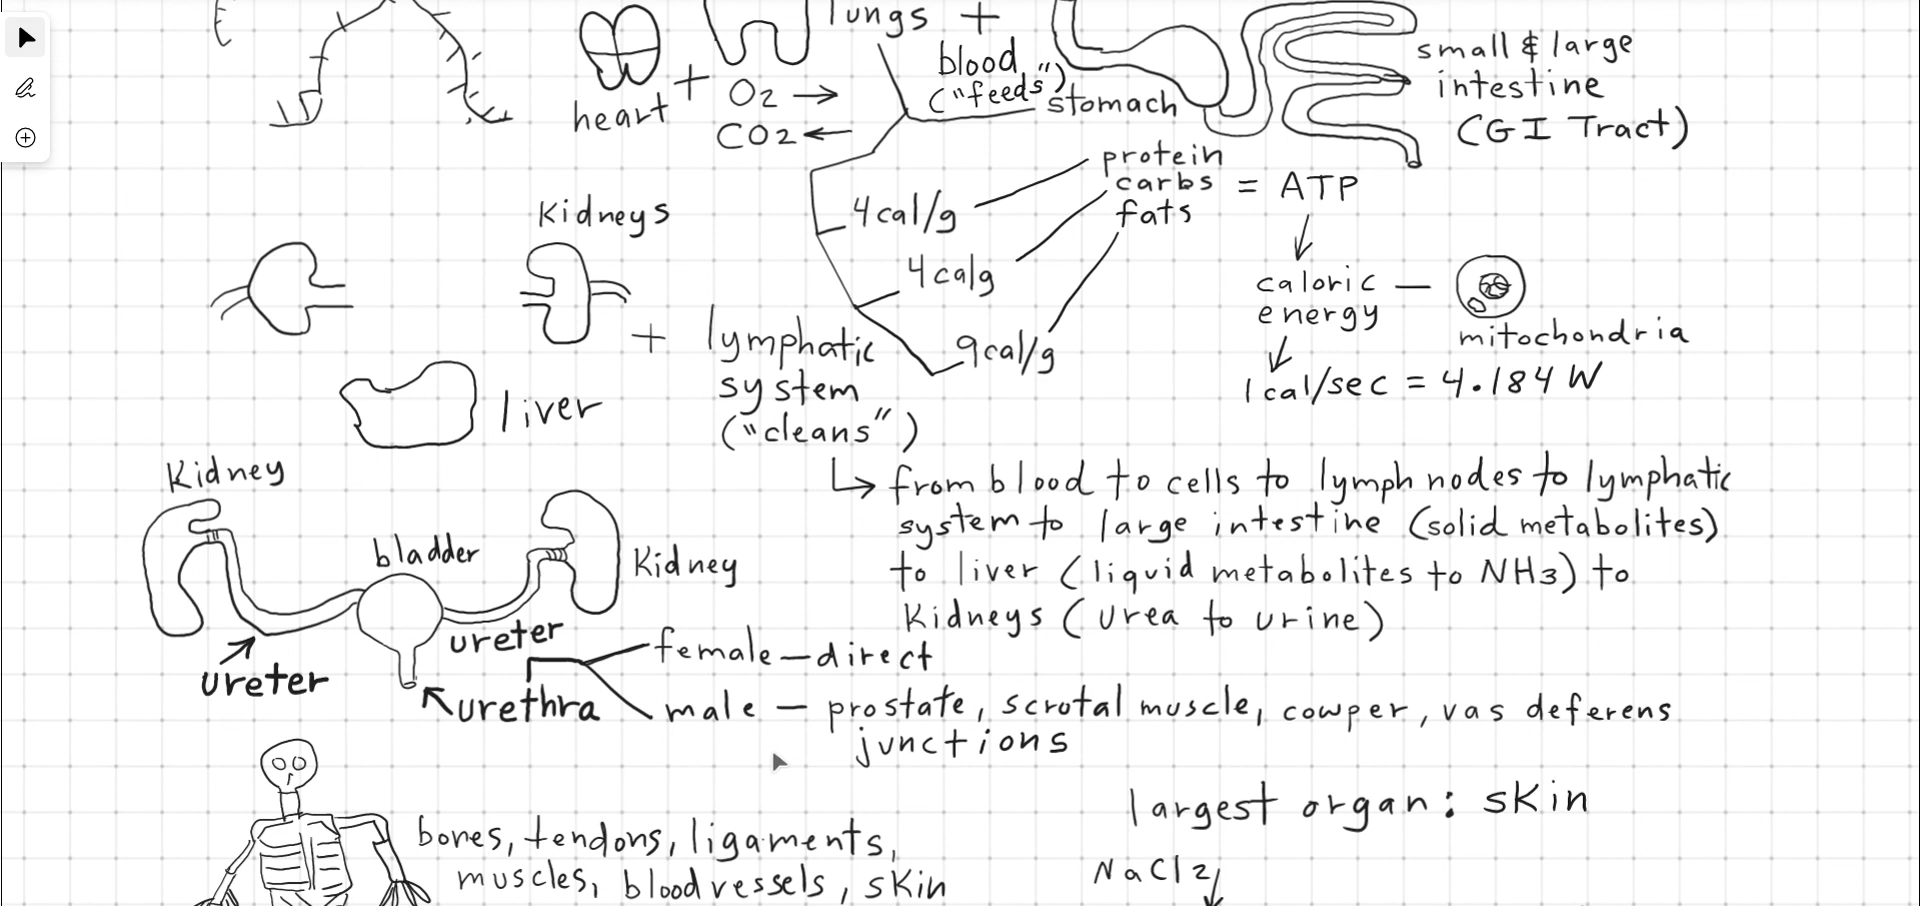 lungs +
blood
("feeds")
small & large
intestine
(GI Tract)
heart
+
O2 →
CO2 ←
stomach
protein
carbs = ATP
fats
4cal/g
4calg
9cal/g
Kidneys
caloric —
energy
mitochondria
1cal/sec = 4.184 W
+ lymphatic
system
("cleans")
liver
from blood to cells to lymph nodes to lymphatic
system to large intestine (solid metabolites)
to liver (liquid metabolites to NH3) to
Kidneys (urea to urine)
Kidney
bladder
Kidney
ureter
ureter
urethra
female — direct
male — prostate, scrotal muscle, cowper, vas deferens
junctions
largest organ: skin
bones, tendons, ligaments,
muscles, blood vessels, skin
NaCl2